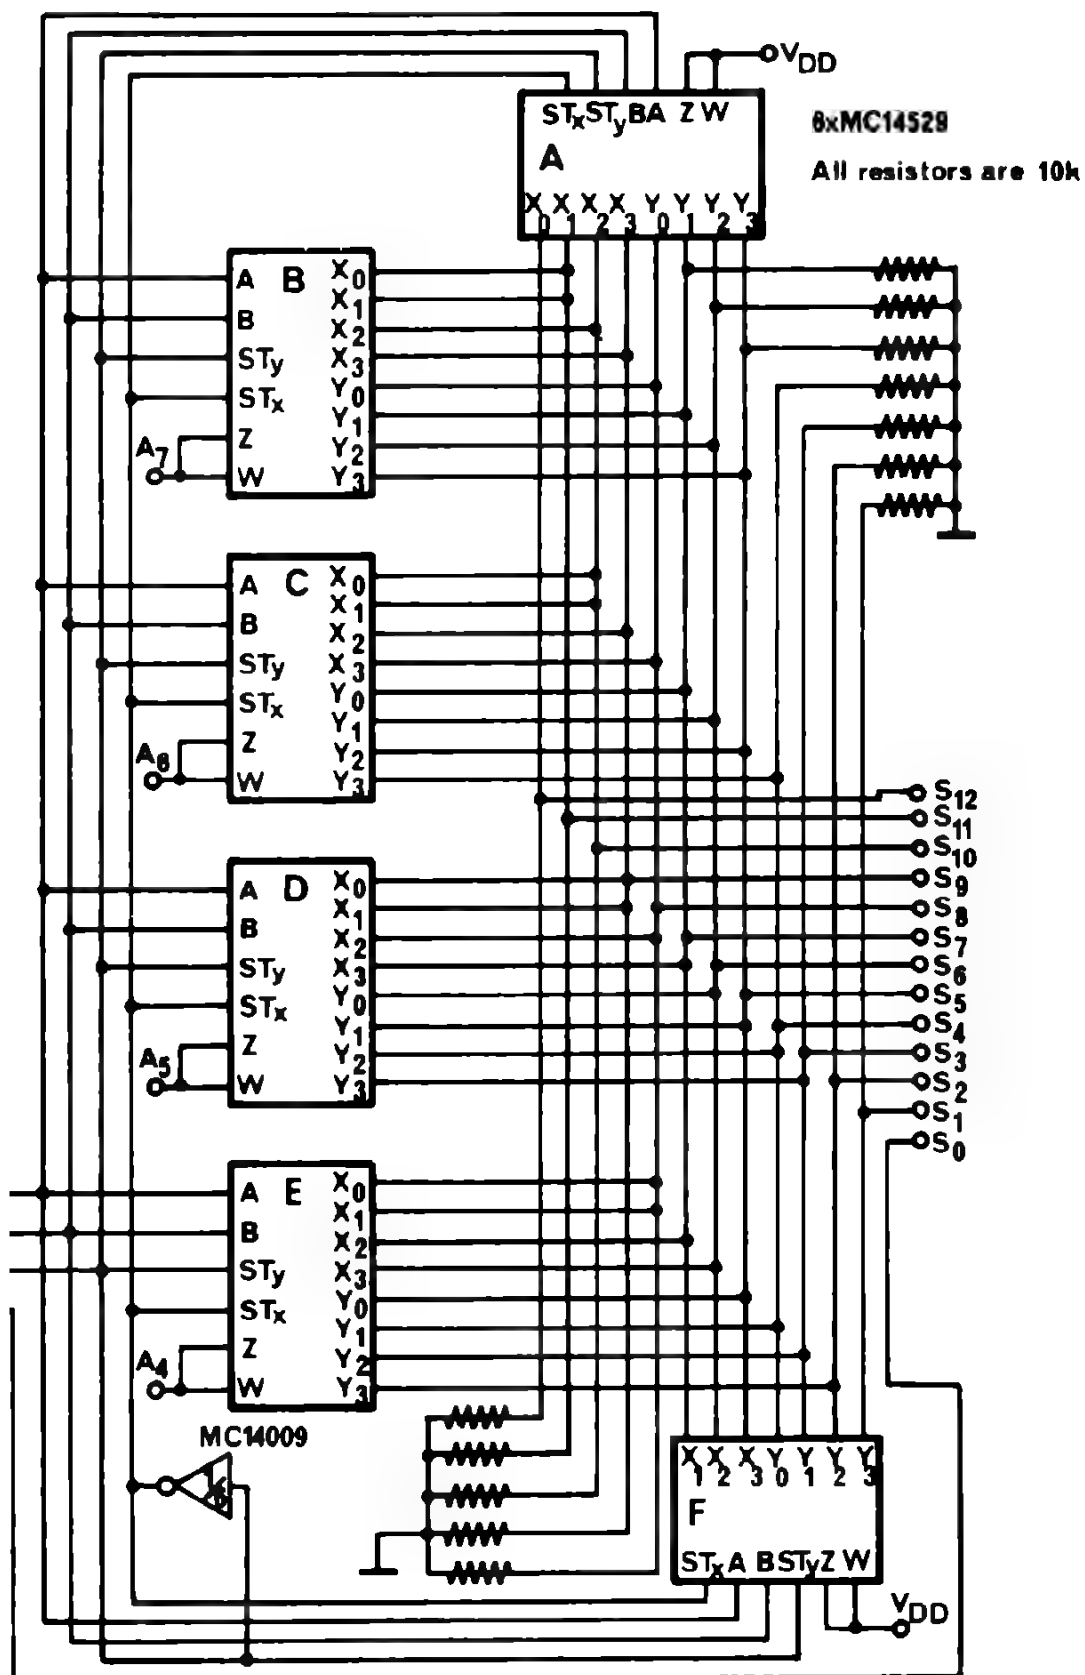 VDD
STx STy B A Z W
A
X0 X1 X2 X3 Y0 Y1 Y2 Y3
6xMC14529
All resistors are 10k
A B X0
B X1
STy X2
STx X3
Z Y0
W Y1
Y2
Y3
A7
A C X0
B X1
STy X2
STx X3
Z Y0
W Y1
Y2
Y3
A6
S12
S11
S10
S9
S8
S7
S6
S5
S4
S3
S2
S1
S0
A D X0
B X1
STy X2
STx X3
Z Y0
W Y1
Y2
Y3
A5
A E X0
B X1
STy X2
STx X3
Z Y0
W Y1
Y2
Y3
A4
MC14009
X1 X2 X3 Y0 Y1 Y2 Y3
F
STx A B STy Z W
VDD